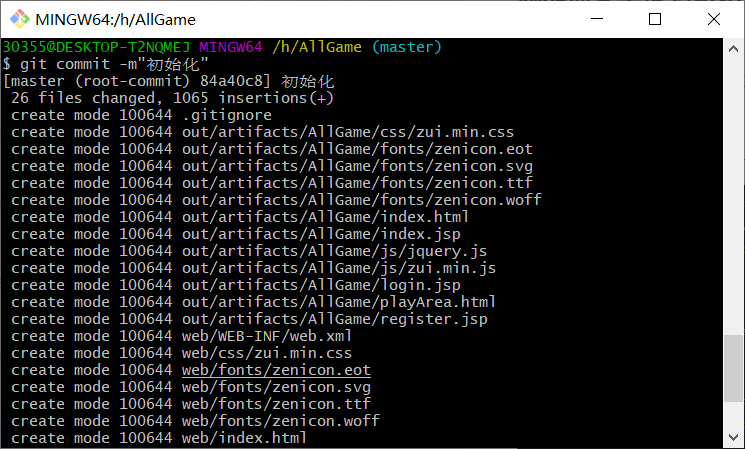 MINGW64:/h/AllGame
30355@DESKTOP-T2NQMEJ MINGW64 /h/AllGame (master)
$ git commit -m"初始化"
[master (root-commit) 84a40c8] 初始化
 26 files changed, 1065 insertions(+)
 create mode 100644 .gitignore
 create mode 100644 out/artifacts/AllGame/css/zui.min.css
 create mode 100644 out/artifacts/AllGame/fonts/zenicon.eot
 create mode 100644 out/artifacts/AllGame/fonts/zenicon.svg
 create mode 100644 out/artifacts/AllGame/fonts/zenicon.ttf
 create mode 100644 out/artifacts/AllGame/fonts/zenicon.woff
 create mode 100644 out/artifacts/AllGame/index.html
 create mode 100644 out/artifacts/AllGame/index.jsp
 create mode 100644 out/artifacts/AllGame/js/jquery.js
 create mode 100644 out/artifacts/AllGame/js/zui.min.js
 create mode 100644 out/artifacts/AllGame/login.jsp
 create mode 100644 out/artifacts/AllGame/playArea.html
 create mode 100644 out/artifacts/AllGame/register.jsp
 create mode 100644 web/WEB-INF/web.xml
 create mode 100644 web/css/zui.min.css
 create mode 100644 web/fonts/zenicon.eot
 create mode 100644 web/fonts/zenicon.svg
 create mode 100644 web/fonts/zenicon.ttf
 create mode 100644 web/fonts/zenicon.woff
 create mode 100644 web/index.html